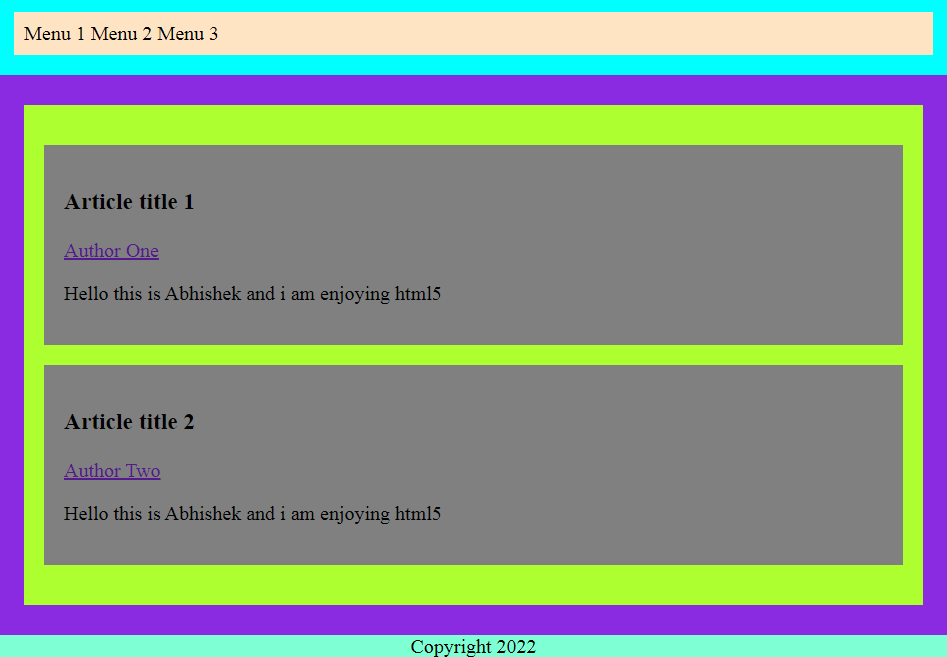 Menu 1 Menu 2 Menu 3
Article title 1
Author One
Hello this is Abhishek and i am enjoying html5
Article title 2
Author Two
Hello this is Abhishek and i am enjoying html5
Copyright 2022